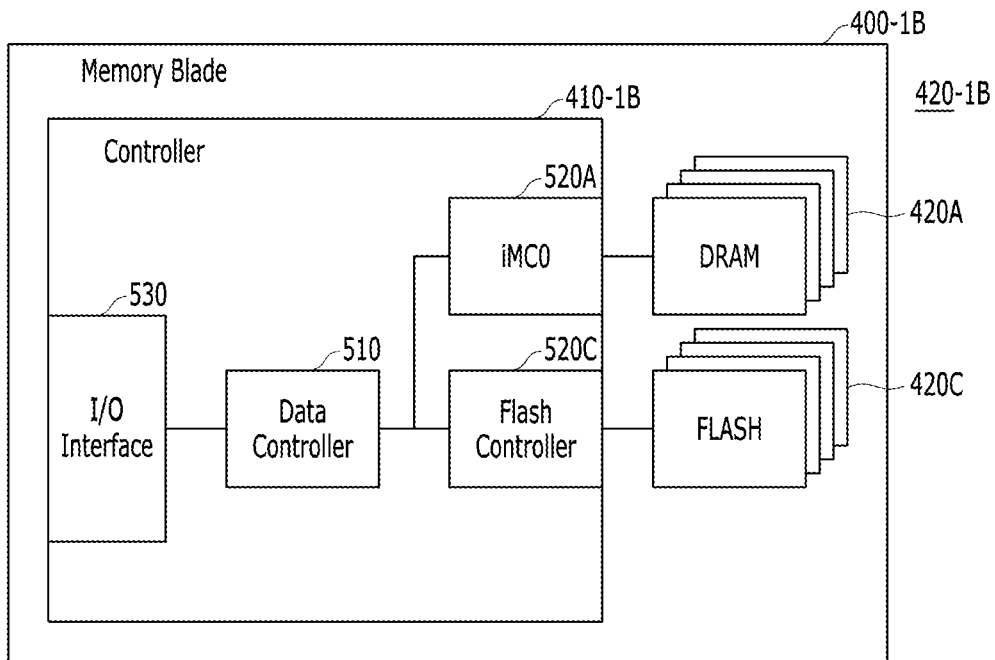 400-1B
Memory Blade
420-1B
410-1B
Controller
520A
iMC0
DRAM
420A
530
I/O
Interface
510
Data
Controller
520C
Flash
Controller
FLASH
420C